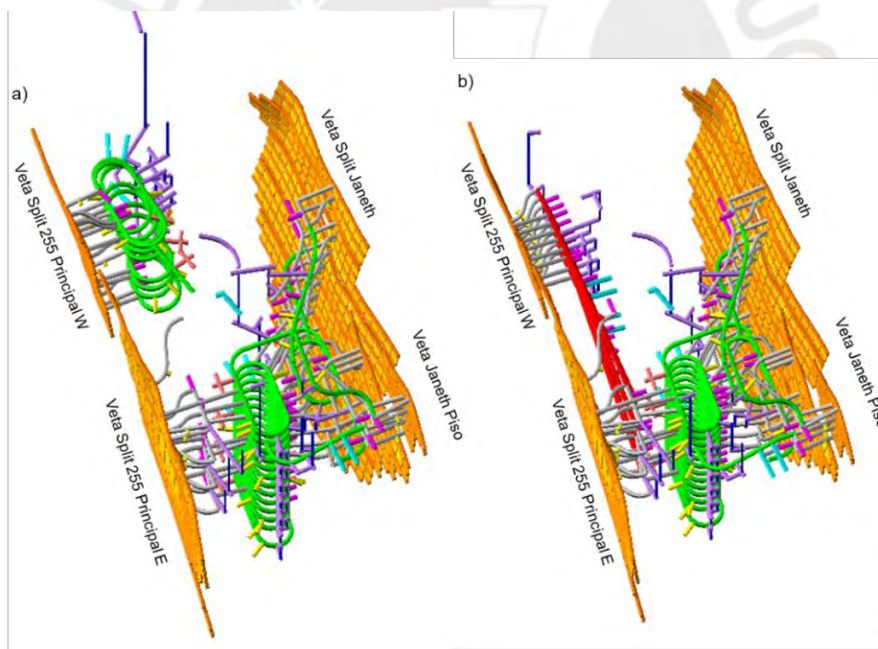 a)
Veta Split 255 Principal W
Veta Split 255 Principal E
Veta Split Janeth
Veta Janeth Piso
b)
Veta Split 255 Principal W
Veta Split 255 Principal E
Veta Split Janeth
Veta Janeth Piso